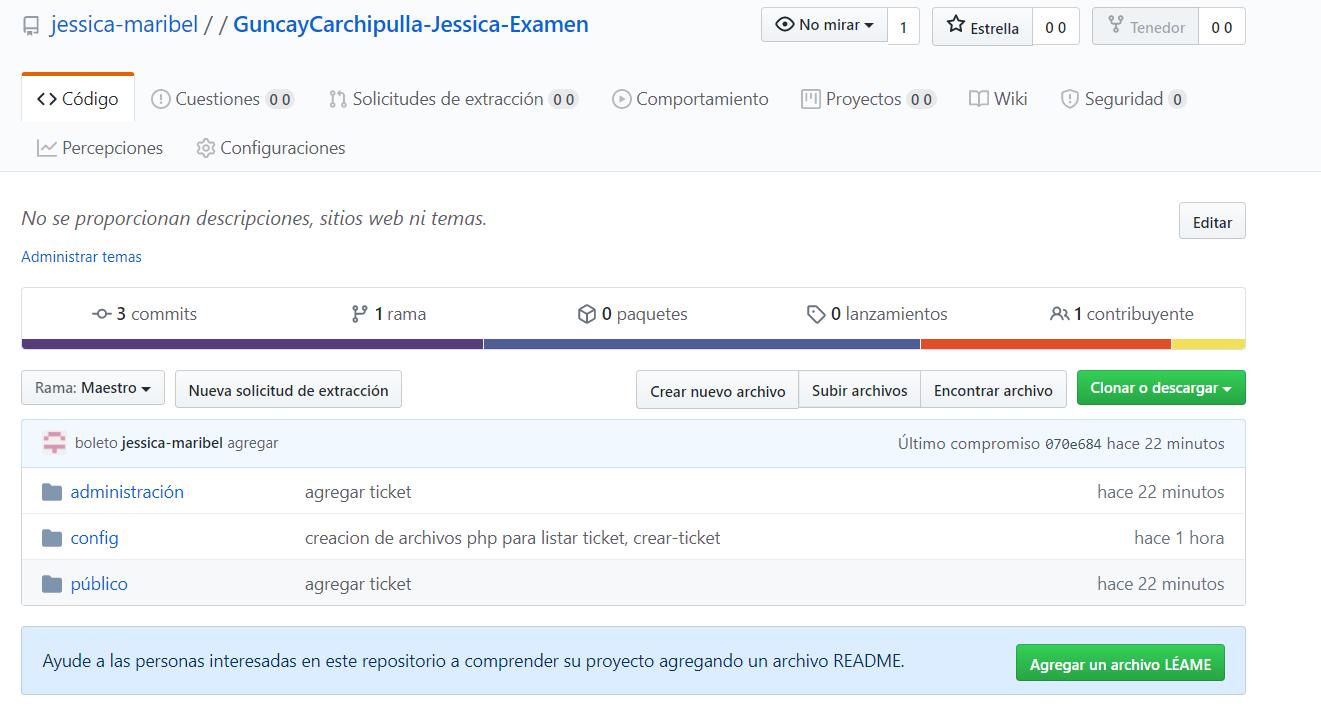 jessica-maribel / / GuncayCarchipulla-Jessica-Examen
No mirar 1 Estrella 0 0 Tenedor 0 0
Código Cuestiones 0 0 Solicitudes de extracción 0 0 Comportamiento Proyectos 0 0 Wiki Seguridad 0
Percepciones Configuraciones
No se proporcionan descripciones, sitios web ni temas.
Editar
Administrar temas
3 commits 1 rama 0 paquetes 0 lanzamientos 1 contribuyente
Rama: Maestro Nueva solicitud de extracción Crear nuevo archivo Subir archivos Encontrar archivo Clonar o descargar
boleto jessica-maribel agregar Último compromiso 070e684 hace 22 minutos
administración agregar ticket hace 22 minutos
config creacion de archivos php para listar ticket, crear-ticket hace 1 hora
público agregar ticket hace 22 minutos
Ayude a las personas interesadas en este repositorio a comprender su proyecto agregando un archivo README. Agregar un archivo LÉAME